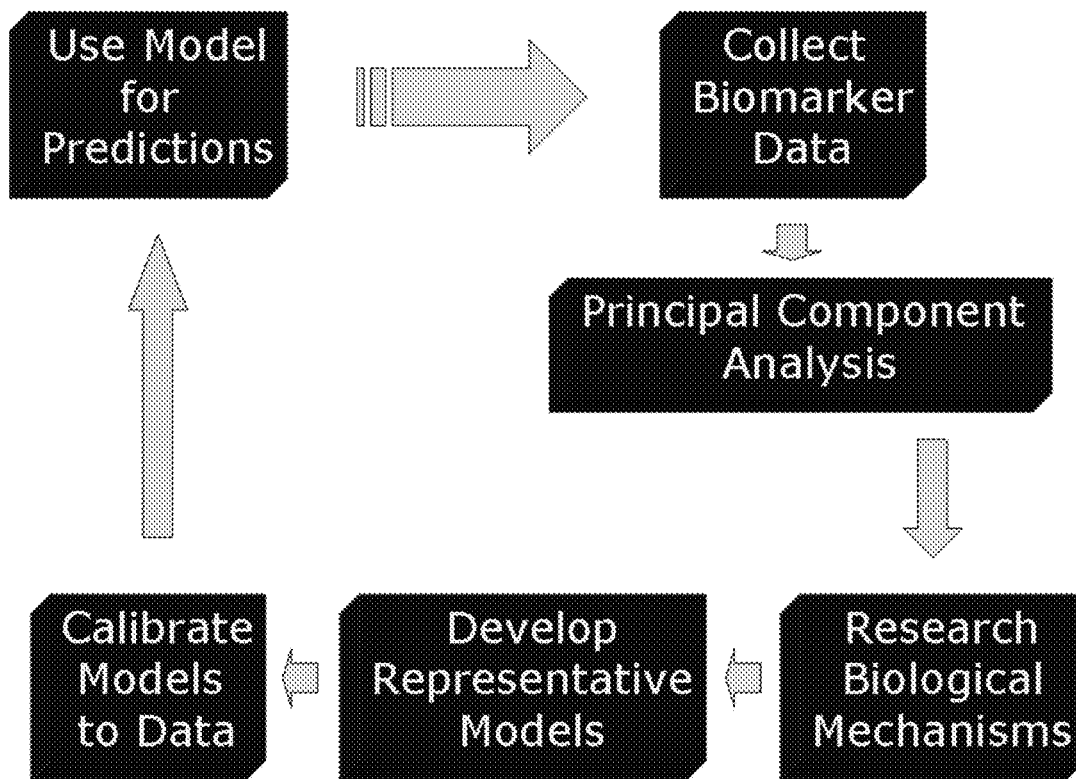 Use Model
for
Predictions
Collect
Biomarker
Data
Principal Component
Analysis
Research
Biological
Mechanisms
Develop
Representative
Models
Calibrate
Models
to Data